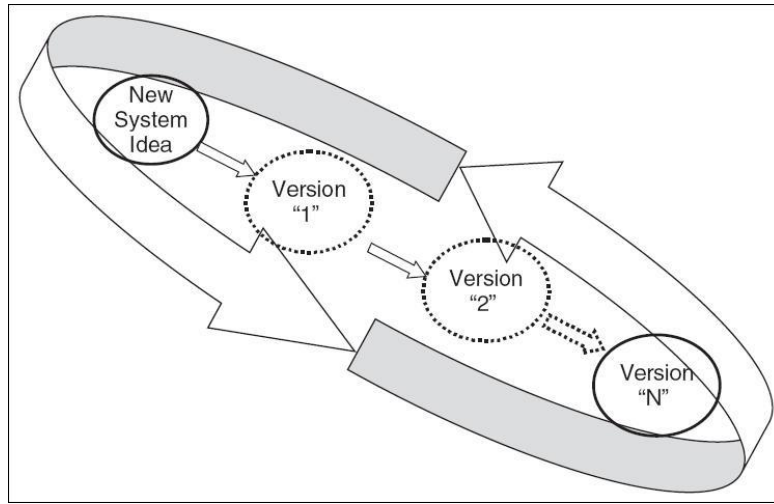 New
System
Idea
Version
“1”
Version
“2”
Version
“N”